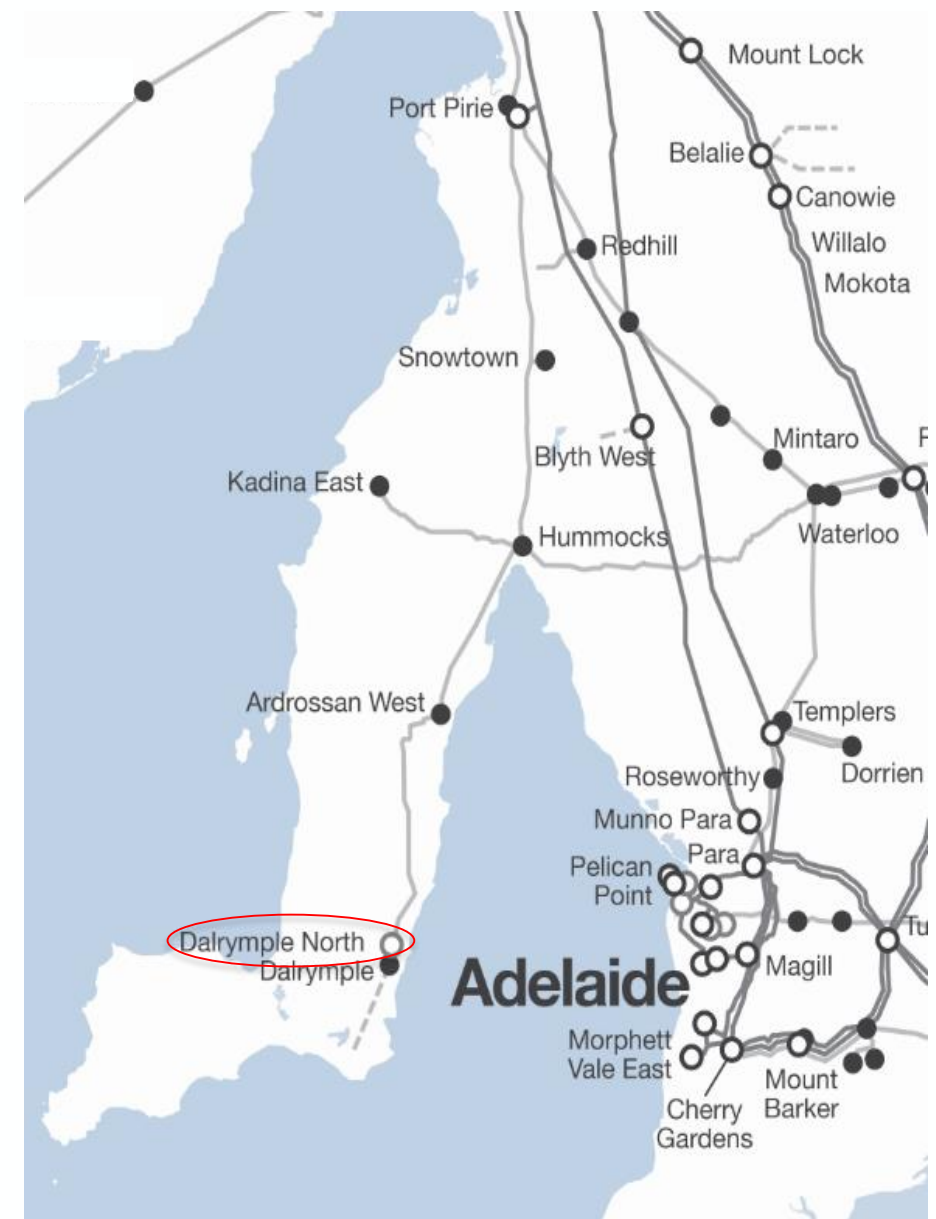 Mount Lock
Port Pirie
Belalie
Canowie
Willalo
Redhill
Mokota
Snowtown
Mintaro
Blyth West
Kadina East
Hummocks
Waterloo
Ardrossan West
Templers
Roseworthy
Dorrien
Munno Para
Para
Pelican
Point
Tu
Dalrymple North
Dalrymple
Magill
Adelaide
Morphett
Vale East
Mount
Barker
Cherry
Gardens